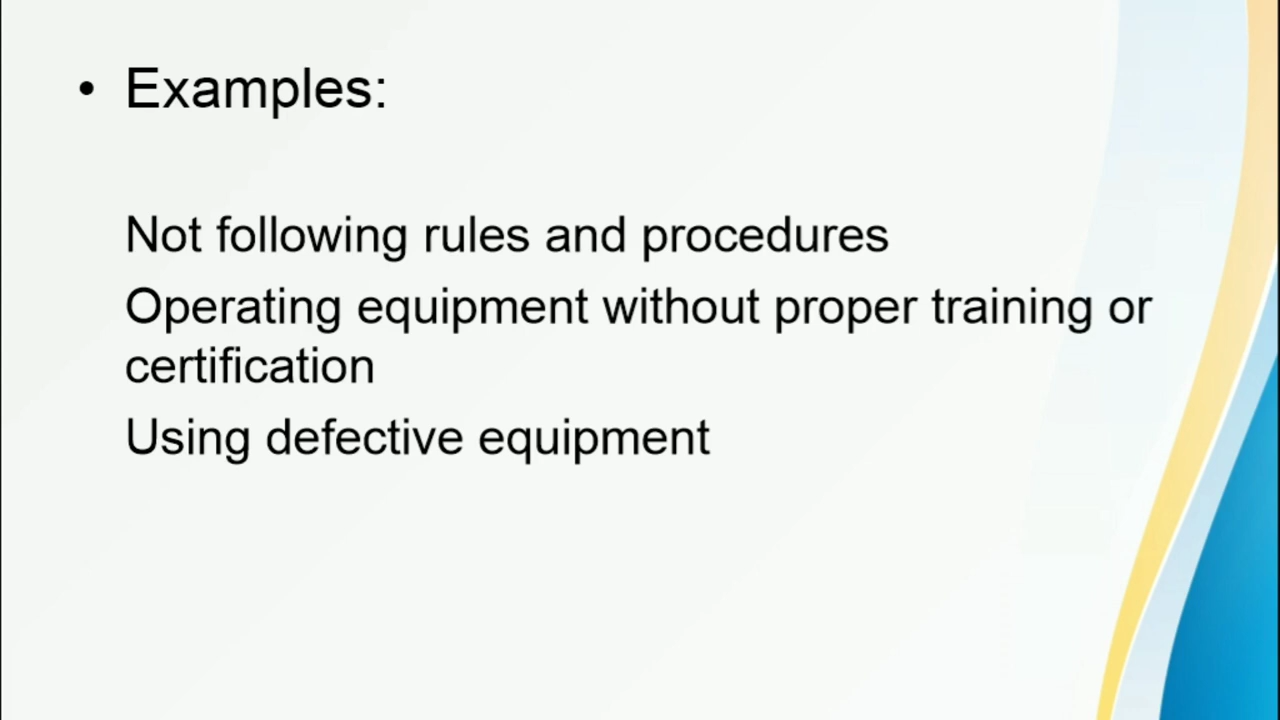 • Examples:
Not following rules and procedures
Operating equipment without proper training or
certification
Using defective equipment